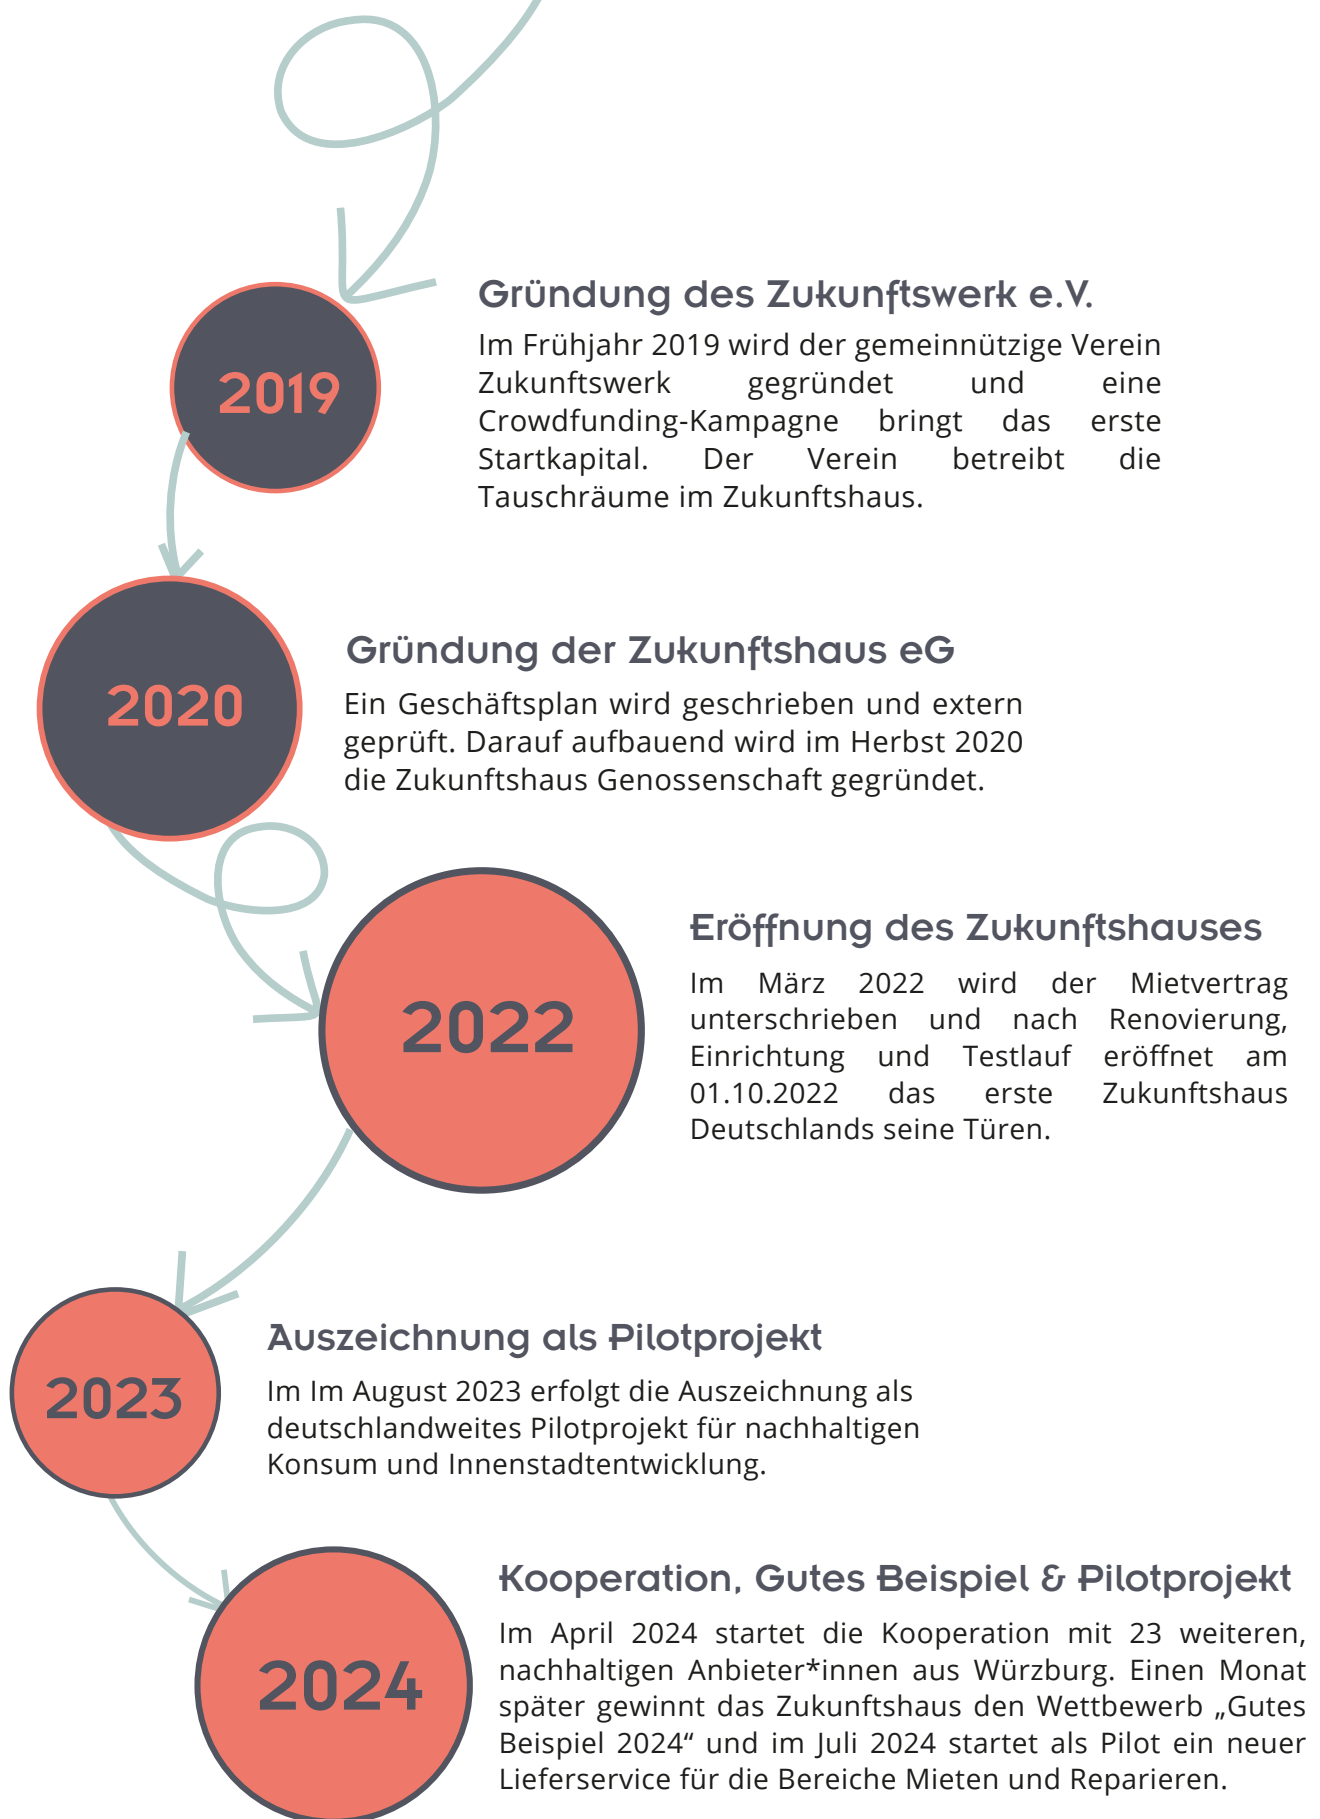 2019
Gründung des Zukunftswerk e.V.
Im Frühjahr 2019 wird der gemeinnützige Verein
Zukunftswerk gegründet und eine
Crowdfunding-Kampagne bringt das erste
Startkapital. Der Verein betreibt die
Tauschräume im Zukunftshaus.
2020
Gründung der Zukunftshaus eG
Ein Geschäftsplan wird geschrieben und extern
geprüft. Darauf aufbauend wird im Herbst 2020
die Zukunftshaus Genossenschaft gegründet.
2022
Eröffnung des Zukunftshauses
Im März 2022 wird der Mietvertrag
unterschrieben und nach Renovierung,
Einrichtung und Testlauf eröffnet am
01.10.2022 das erste Zukunftshaus
Deutschlands seine Türen.
2023
Auszeichnung als Pilotprojekt
Im Im August 2023 erfolgt die Auszeichnung als
deutschlandweites Pilotprojekt für nachhaltigen
Konsum und Innenstadtentwicklung.
2024
Kooperation, Gutes Beispiel & Pilotprojekt
Im April 2024 startet die Kooperation mit 23 weiteren,
nachhaltigen Anbieter*innen aus Würzburg. Einen Monat
später gewinnt das Zukunftshaus den Wettbewerb „Gutes
Beispiel 2024“ und im Juli 2024 startet als Pilot ein neuer
Lieferservice für die Bereiche Mieten und Reparieren.